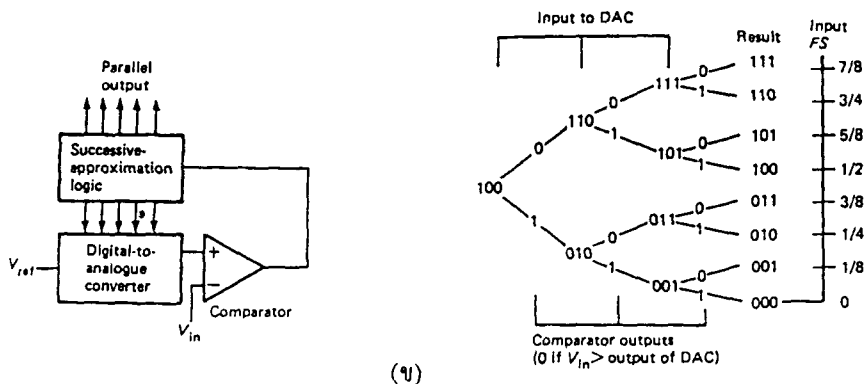 Parallel
output
Successive-
approximation
logic
Digital-to-
analogue
converter
V_ref
+
−
Comparator
V_in
Input to DAC
Result
Input
FS
100
0
1
110
010
0
1
0
1
111
101
011
001
0
1
0
1
0
1
0
1
111
110
101
100
011
010
001
000
7/8
3/4
5/8
1/2
3/8
1/4
1/8
0
Comparator outputs
(0 if V_in > output of DAC)
(ข)